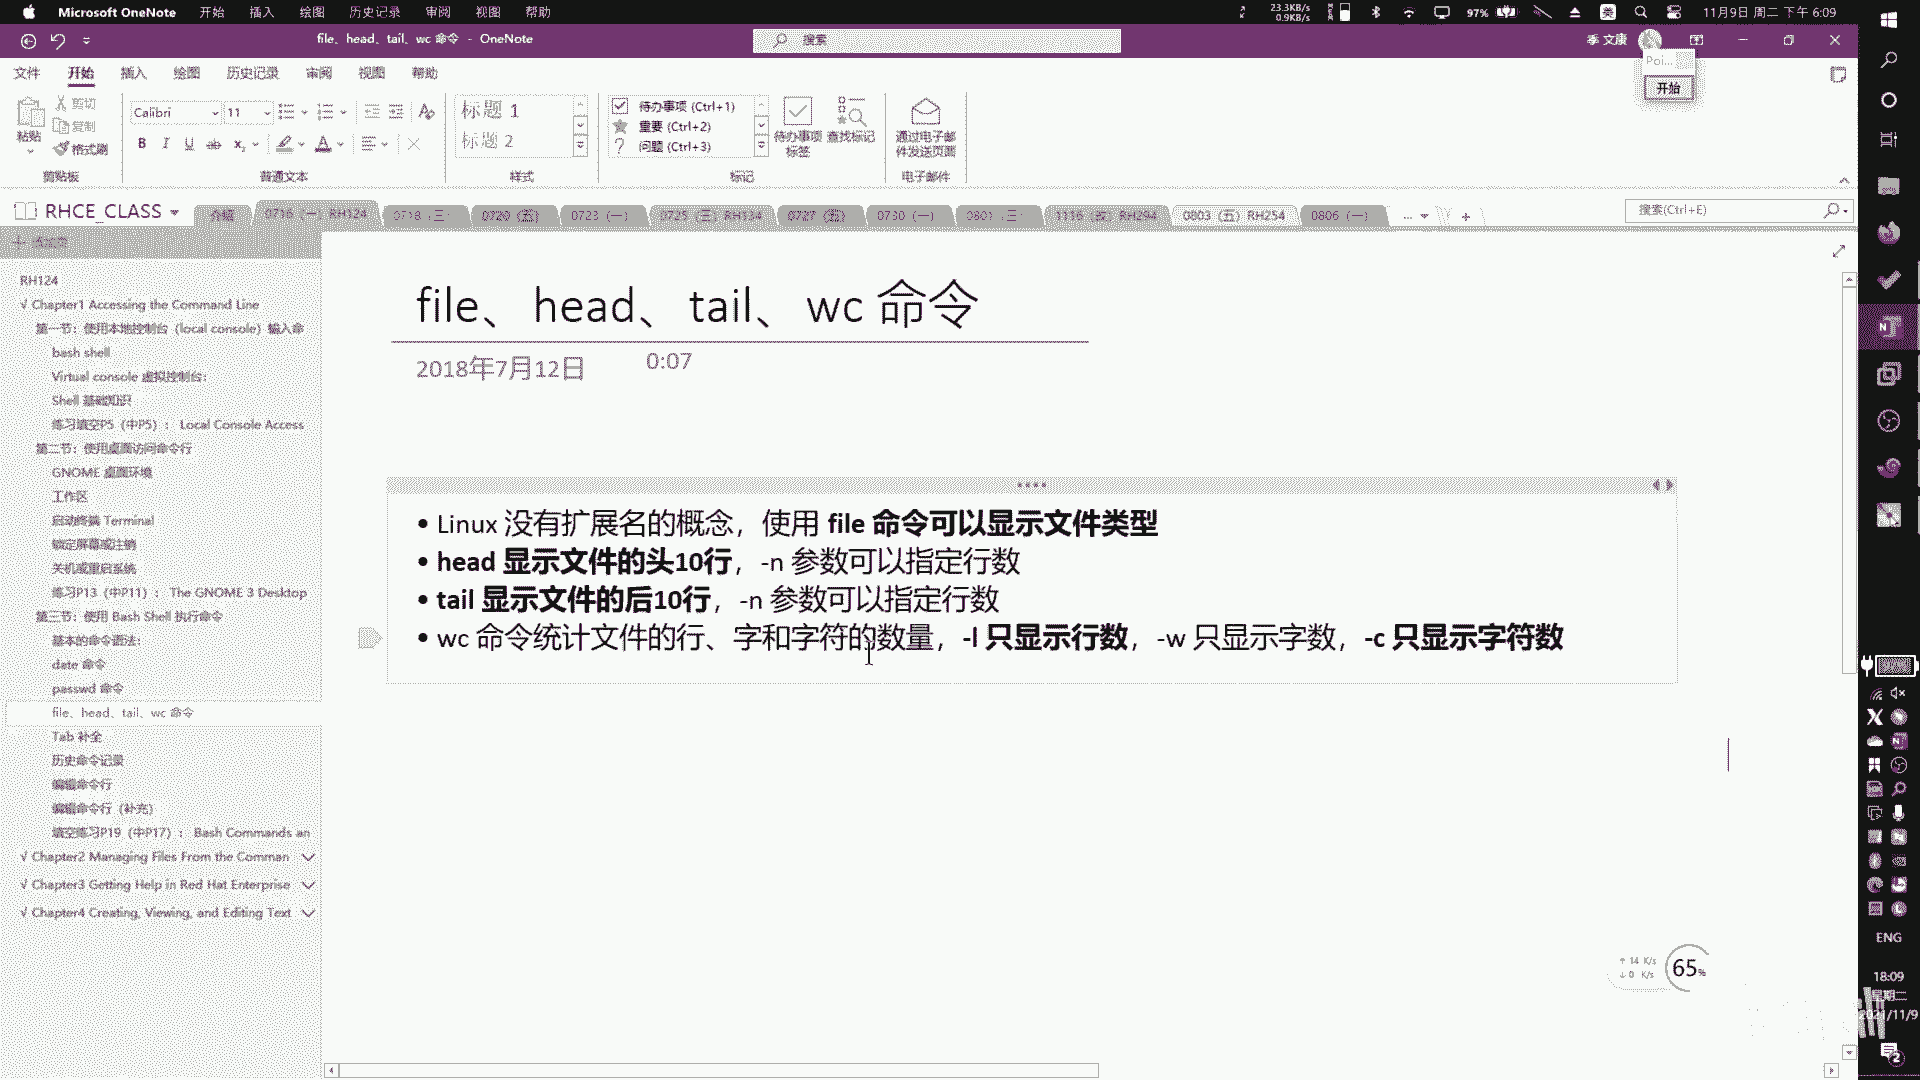 Microsoft OneNote 开始 插入 绘图 历史记录 审阅 视图 帮助
23.3KB/s
0.9KB/s
97%
英
11月9日 周二 下午 6:09
file、head、tail、wc 命令 - OneNote
搜索
季 文康
文件 开始 插入 绘图 历史记录 审阅 视图 帮助
Poi...
开始
粘贴
剪切
复制
格式刷
剪贴板
Calibri 11
普通文本
标题 1
标题 2
样式
待办事项 (Ctrl+1)
重要 (Ctrl+2)
问题 (Ctrl+3)
标记
待办事项
标签
查找标记
通过电子邮
件发送页面
电子邮件
RHCE_CLASS
介绍 0716（一）RH124 0718（三） 0720（五） 0723（一） 0725（三）RH134 0727（五） 0730（一） 0801（三） RH294 0803（五）RH254 0806（一） ...
搜索(Ctrl+E)
RH124
√ Chapter1 Accessing the Command Line
第一节：使用本地控制台（local console）输入命
bash shell
Virtual console 虚拟控制台：
Shell 基础知识
练习填空P5（中P5）： Local Console Access
第二节：使用桌面访问命令行
GNOME 桌面环境
工作区
启动终端 Terminal
锁定屏幕或注销
关机或重启系统
练习P13（中P11）： The GNOME 3 Desktop
第三节：使用 Bash Shell 执行命令
基本的命令语法：
date 命令
passwd 命令
file、head、tail、wc 命令
Tab 补全
历史命令记录
编辑命令行
编辑命令行（补充）
填空练习P19（中P17）： Bash Commands an
√ Chapter2 Managing Files From the Comman
√ Chapter3 Getting Help in Red Hat Enterprise
√ Chapter4 Creating, Viewing, and Editing Text
file、head、tail、wc 命令
2018年7月12日 0:07
• Linux 没有扩展名的概念，使用 file 命令可以显示文件类型
• head 显示文件的头10行，-n 参数可以指定行数
• tail 显示文件的后10行，-n 参数可以指定行数
• wc 命令统计文件的行、字和字符的数量，-l 只显示行数，-w 只显示字数，-c 只显示字符数
↑ 14 K/s
↓ 0 K/s
65%
ENG
18:09
星期二
2021/11/9
2